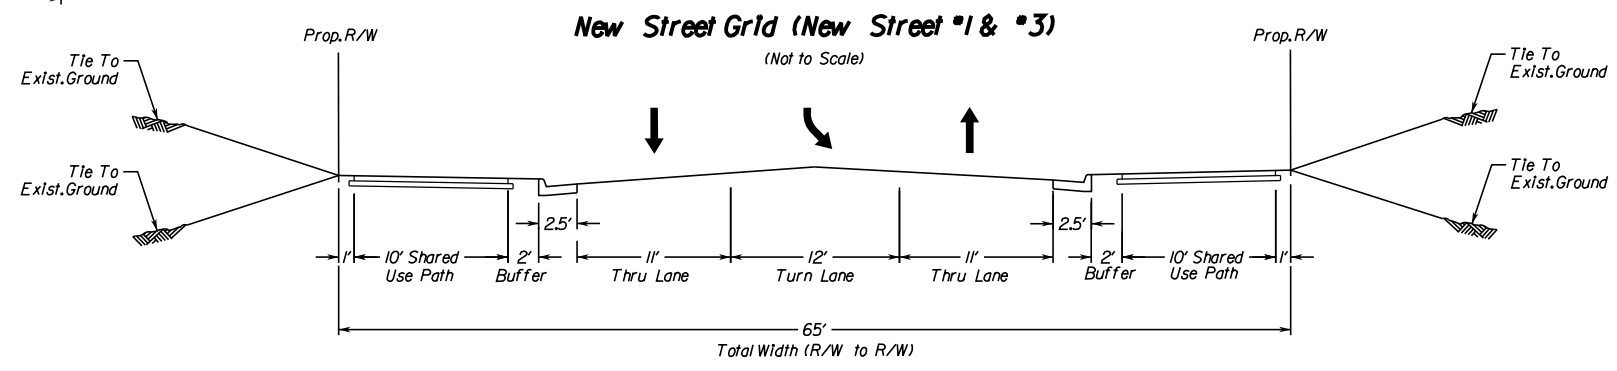 New Street Grid (New Street #1 & #3)
(Not to Scale)
Prop. R/W
Prop. R/W
Tie To
Exist. Ground
Tie To
Exist. Ground
Tie To
Exist. Ground
Tie To
Exist. Ground
2.5'
2.5'
1'
10' Shared
Use Path
2'
Buffer
11'
Thru Lane
12'
Turn Lane
11'
Thru Lane
2'
Buffer
10' Shared
Use Path
1'
65'
Total Width (R/W to R/W)